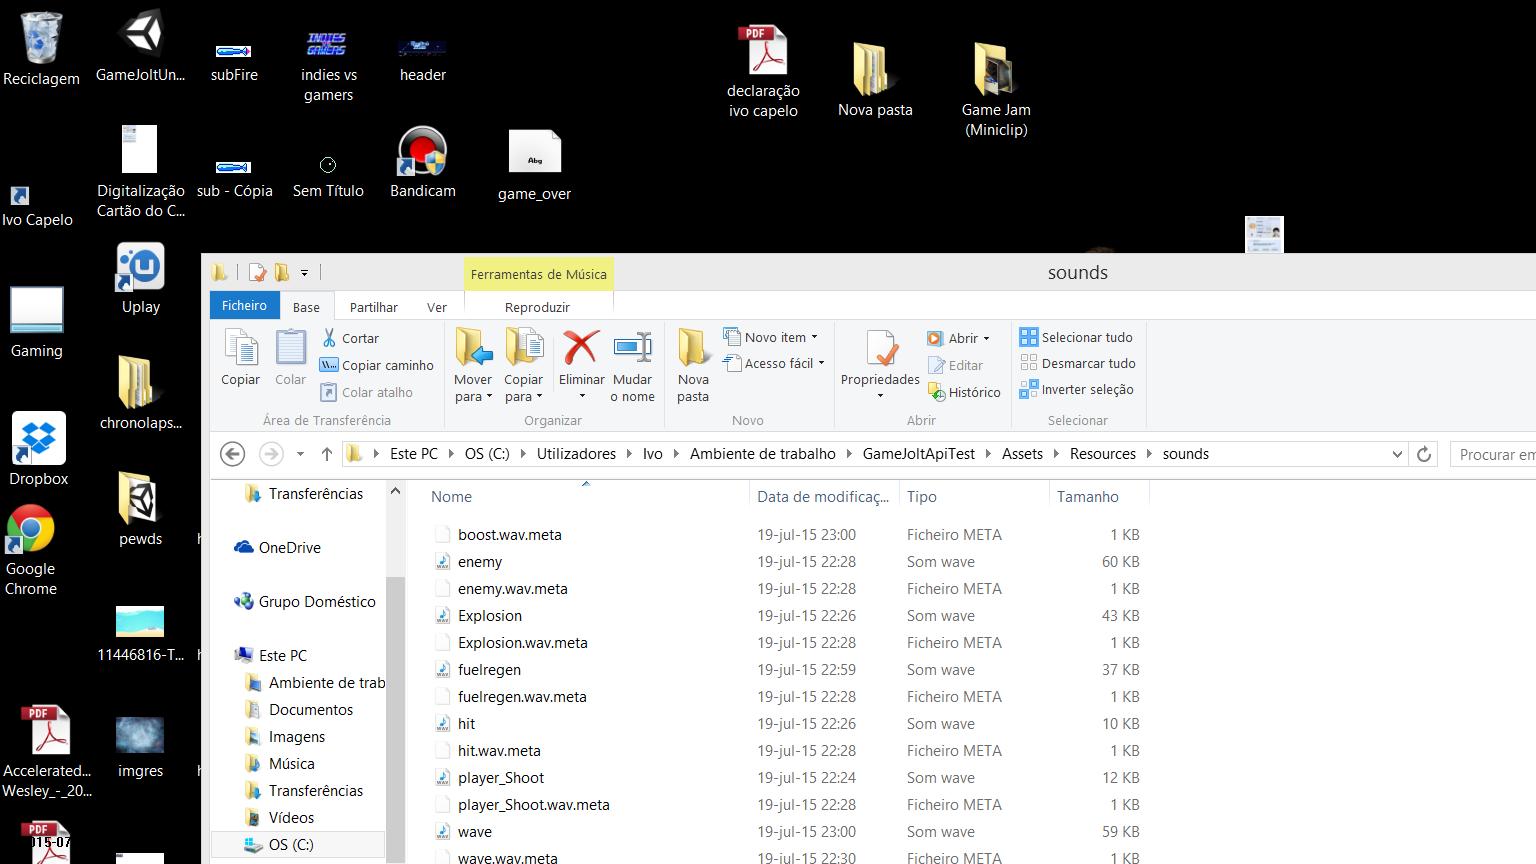 Reciclagem
GameJoltUn...
subFire
INDIES
vs
GAMERS
indies vs
gamers
header
PDF
declaração
ivo capelo
Nova pasta
Game Jam
(Miniclip)
Ivo Capelo
Digitalização
Cartão do C...
sub - Cópia
Sem Título
Bandicam
Abg
game_over
Uplay
Gaming
chronolaps...
Dropbox
pewds
Google
Chrome
11446816-T...
PDF
Accelerated...
Wesley_-_20...
imgres
PDF
015-07
Ferramentas de Música
sounds
Ficheiro
Base
Partilhar
Ver
Reproduzir
Copiar
Colar
Cortar
Copiar caminho
Colar atalho
Área de Transferência
Mover
para
Copiar
para
Eliminar
Mudar
o nome
Organizar
Nova
pasta
Novo item
Acesso fácil
Novo
Propriedades
Abrir
Editar
Histórico
Abrir
Selecionar tudo
Desmarcar tudo
Inverter seleção
Selecionar
Este PC OS (C:) Utilizadores Ivo Ambiente de trabalho GameJoltApiTest Assets Resources sounds
Procurar em
Transferências
OneDrive
Grupo Doméstico
Este PC
Ambiente de trab
Documentos
Imagens
Música
Transferências
Vídeos
OS (C:)
Nome Data de modificaç... Tipo Tamanho
boost.wav.meta 19-jul-15 23:00 Ficheiro META 1 KB
enemy 19-jul-15 22:28 Som wave 60 KB
enemy.wav.meta 19-jul-15 22:28 Ficheiro META 1 KB
Explosion 19-jul-15 22:26 Som wave 43 KB
Explosion.wav.meta 19-jul-15 22:28 Ficheiro META 1 KB
fuelregen 19-jul-15 22:59 Som wave 37 KB
fuelregen.wav.meta 19-jul-15 22:28 Ficheiro META 1 KB
hit 19-jul-15 22:26 Som wave 10 KB
hit.wav.meta 19-jul-15 22:28 Ficheiro META 1 KB
player_Shoot 19-jul-15 22:24 Som wave 12 KB
player_Shoot.wav.meta 19-jul-15 22:28 Ficheiro META 1 KB
wave 19-jul-15 23:00 Som wave 59 KB
wave.wav.meta 19-jul-15 22:30 Ficheiro META 1 KB